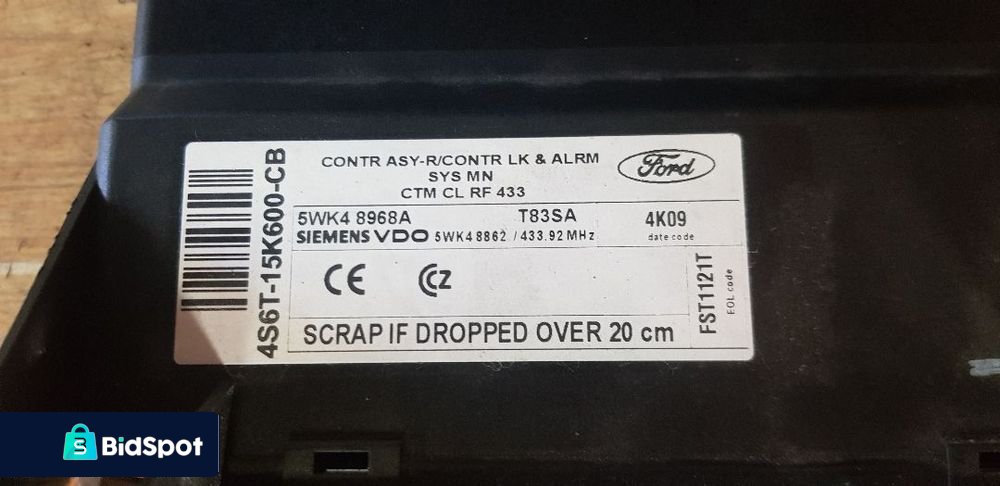 4S6T-15K600-CB
CONTR ASY-R/CONTR LK & ALRM
SYS MN
CTM CL RF 433
Ford
5WK4 8968A T83SA 4K09
SIEMENS VDO 5WK48862 / 433.92 MHz date code
CE CZ
FST1121T
EOL code
SCRAP IF DROPPED OVER 20 cm
S BidSpot